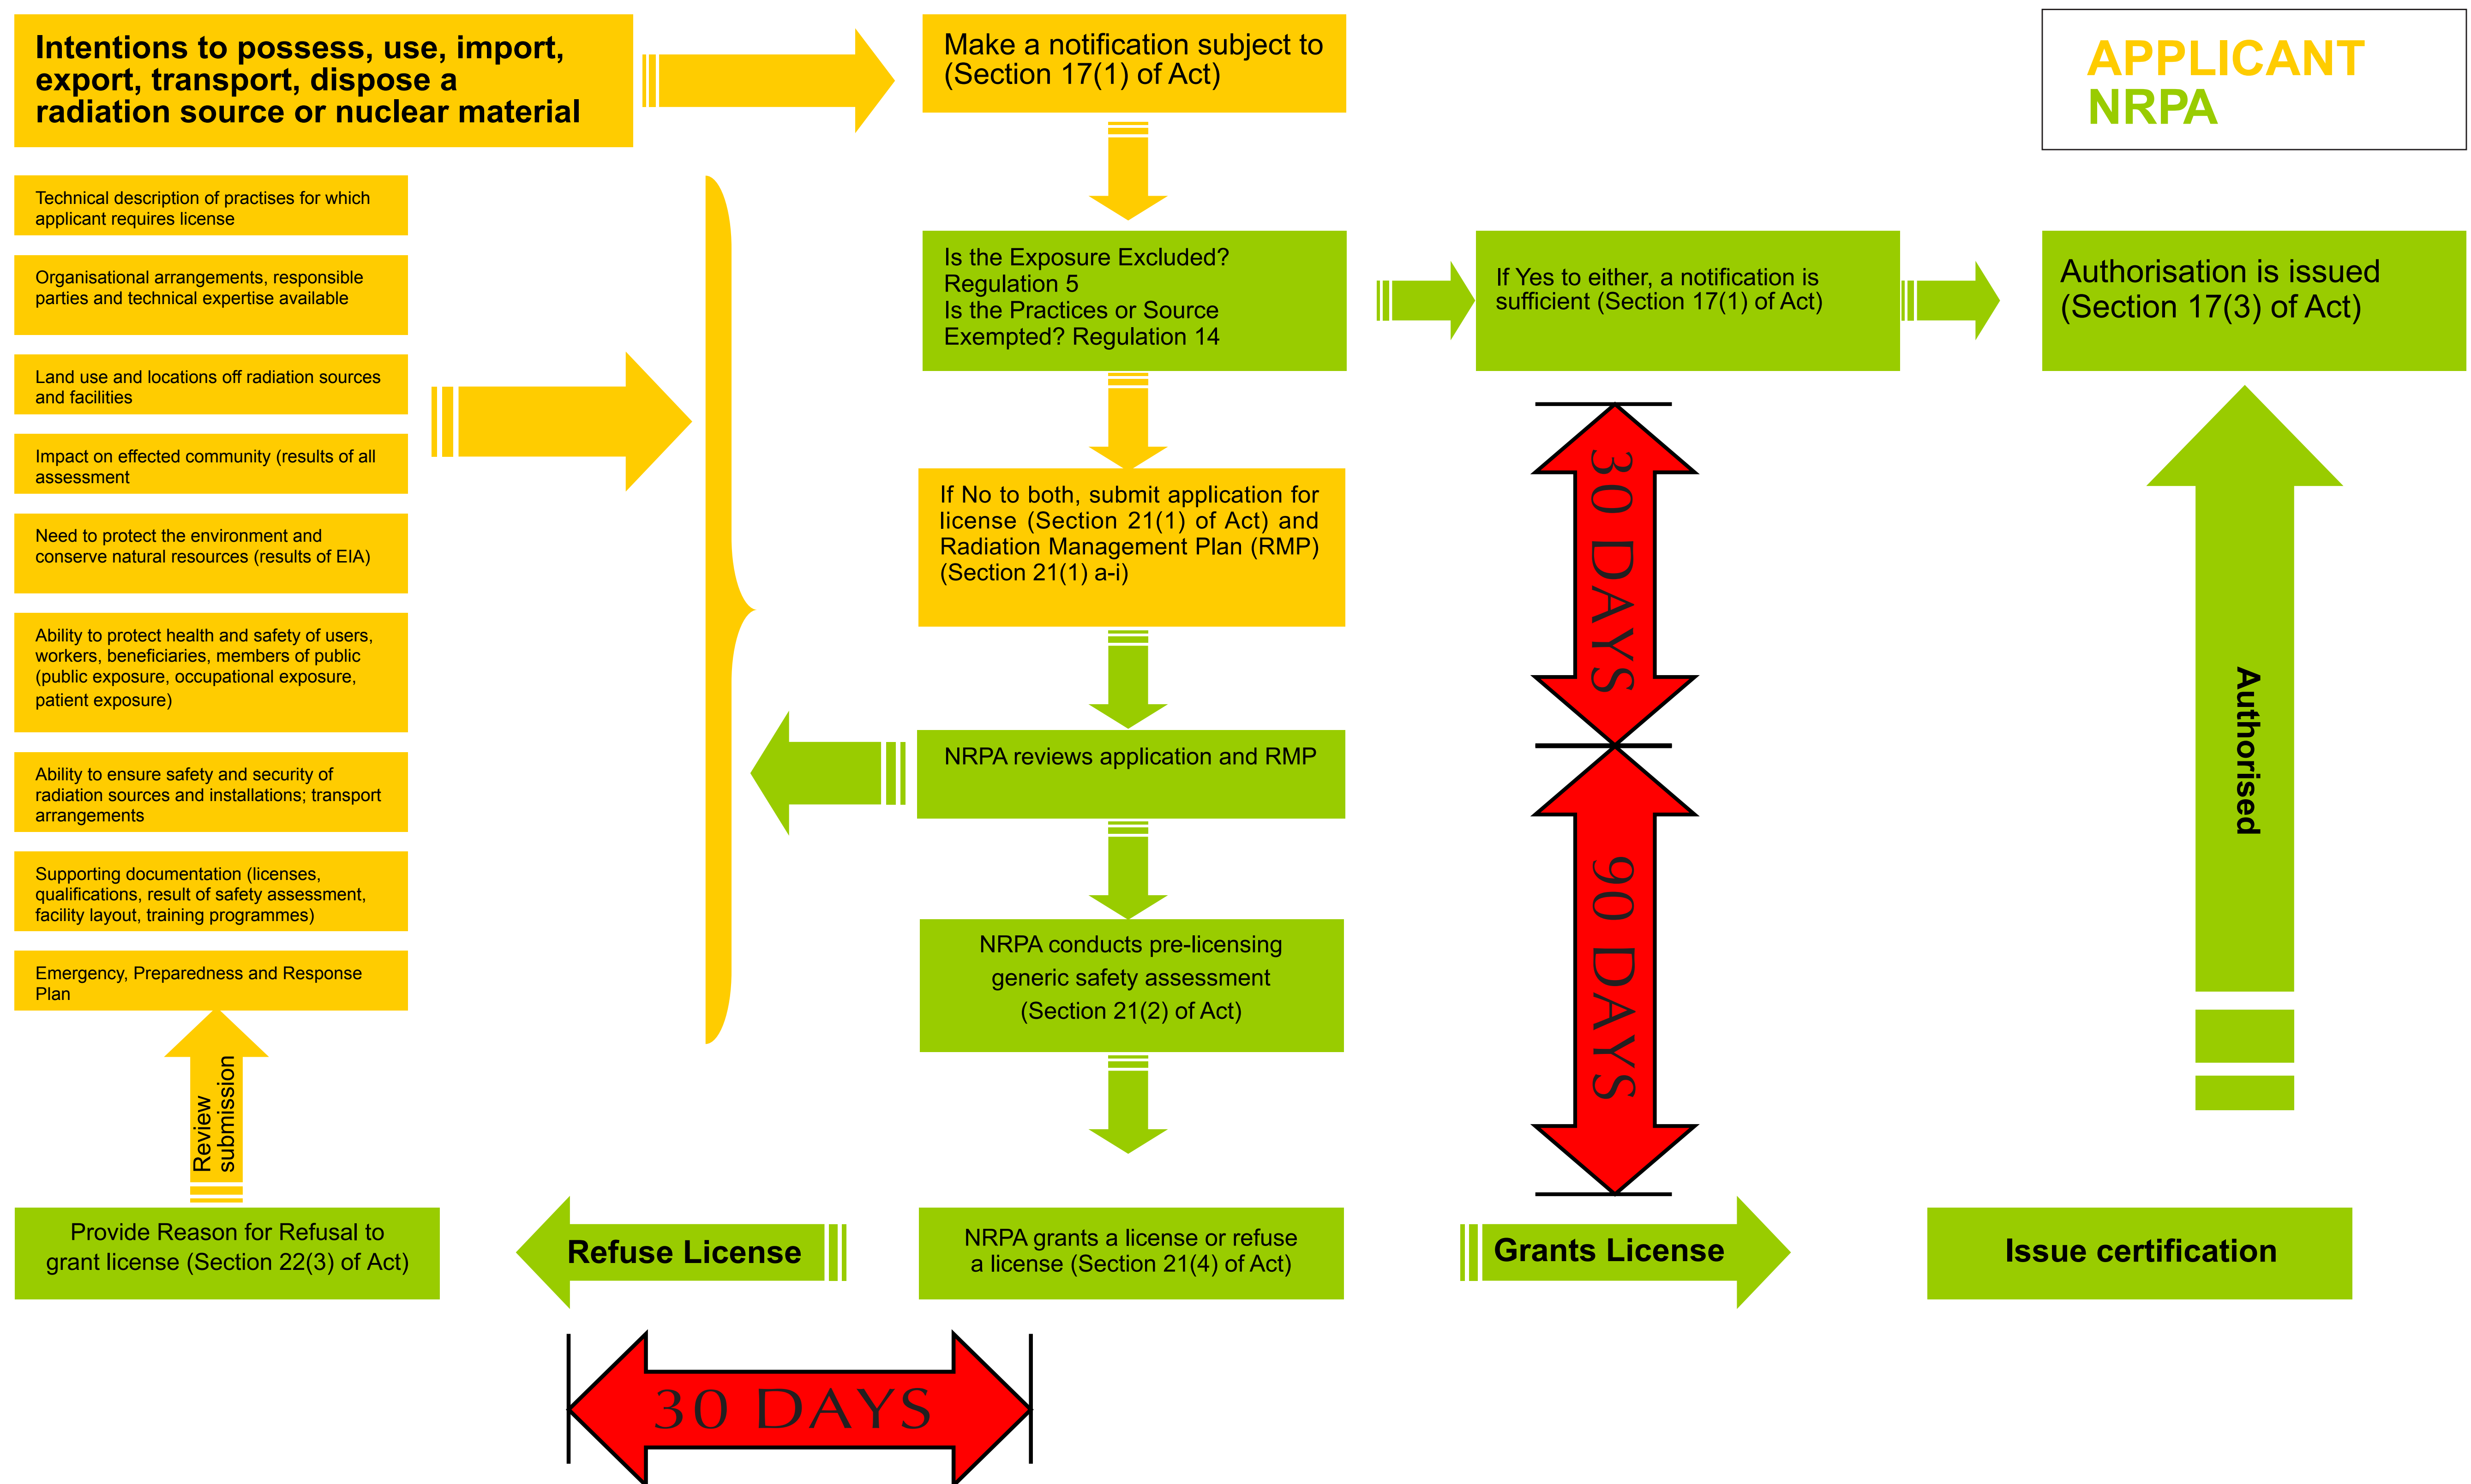 Intentions to possess, use, import,
export, transport, dispose a
radiation source or nuclear material
Make a notification subject to
(Section 17(1) of Act)
APPLICANT
NRPA
Technical description of practises for which
applicant requires license
Organisational arrangements, responsible
parties and technical expertise available
Land use and locations off radiation sources
and facilities
Impact on effected community (results of all
assessment
Need to protect the environment and
conserve natural resources (results of EIA)
Ability to protect health and safety of users,
workers, beneficiaries, members of public
(public exposure, occupational exposure,
patient exposure)
Ability to ensure safety and security of
radiation sources and installations; transport
arrangements
Supporting documentation (licenses,
qualifications, result of safety assessment,
facility layout, training programmes)
Emergency, Preparedness and Response
Plan
Review
submission
Provide Reason for Refusal to
grant license (Section 22(3) of Act)
Is the Exposure Excluded?
Regulation 5
Is the Practices or Source
Exempted? Regulation 14
If Yes to either, a notification is
sufficient (Section 17(1) of Act)
Authorisation is issued
(Section 17(3) of Act)
If No to both, submit application for
license (Section 21(1) of Act) and
Radiation Management Plan (RMP)
(Section 21(1) a-i)
NRPA reviews application and RMP
NRPA conducts pre-licensing
generic safety assessment
(Section 21(2) of Act)
30 DAYS
90 DAYS
Authorised
Refuse License
NRPA grants a license or refuse
a license (Section 21(4) of Act)
Grants License
Issue certification
30 DAYS